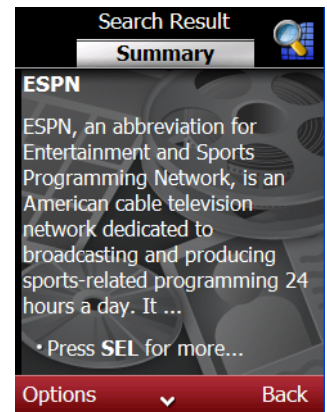 Search Result
Summary
ESPN
ESPN, an abbreviation for
Entertainment and Sports
Programming Network, is an
American cable television
network dedicated to
broadcasting and producing
sports-related programming 24
hours a day. It ...
• Press SEL for more...
Options
Back